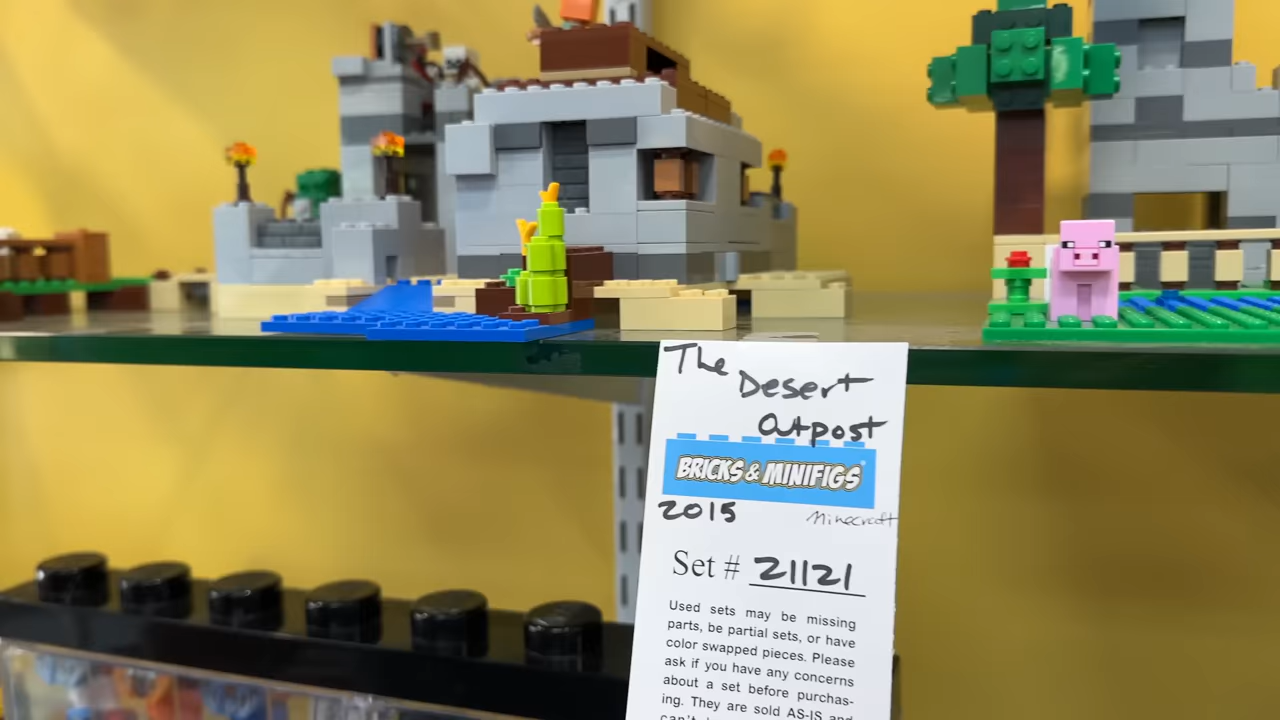 The
Desert
Outpost
BRICKS & MINIFIGS
2015
Minecraft
Set # 21121
Used sets may be missing
parts, be partial sets, or have
color swapped pieces. Please
ask if you have any concerns
about a set before purchas-
ing. They are sold AS-IS and